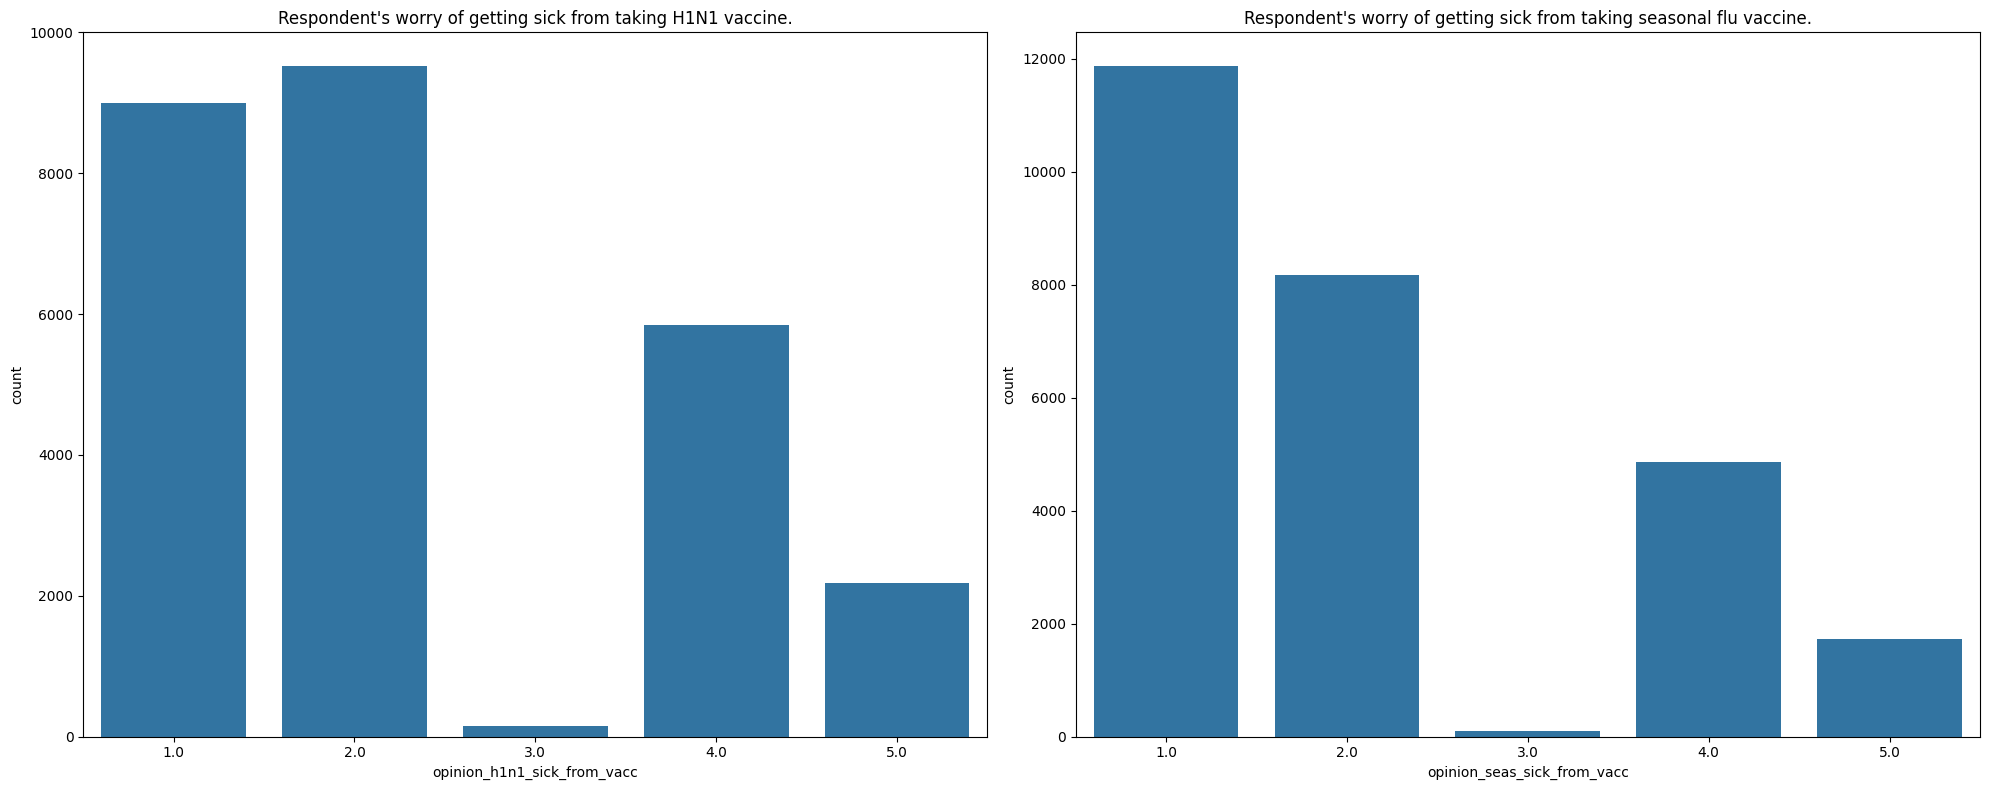 Respondent's worry of getting sick from taking H1N1 vaccine.
10000
8000
6000
4000
2000
0
count
1.0 2.0 3.0 4.0 5.0
opinion_h1n1_sick_from_vacc
Respondent's worry of getting sick from taking seasonal flu vaccine.
12000
10000
8000
6000
4000
2000
0
count
1.0 2.0 3.0 4.0 5.0
opinion_seas_sick_from_vacc